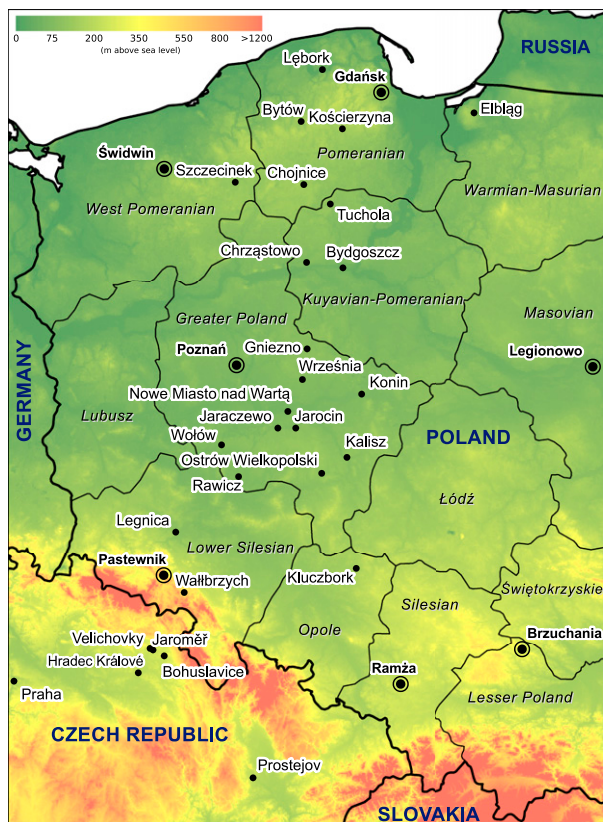 0 75 200 500 800 >1200
(m above sea level)
RUSSIA
Lębork
Gdańsk
Elbląg
Bytów
Kościerzyna
Pomeranian
Świdwin
Szczecinek
Chojnice
Warmian-Masurian
West Pomeranian
Tuchola
Chrząstowo
Bydgoszcz
Kuyavian-Pomeranian
Masovian
Greater Poland
Gniezno
Poznań
Legionowo
Września
GERMANY
Konin
Nowe Miasto nad Wartą
Lubusz
Jaraczewo
Jarocin
POLAND
Wołów
Kalisz
Ostrów Wielkopolski
Rawicz
Łódź
Legnica
Lower Silesian
Pastewnik
Kluczbork
Wałłbrzych
Świętokrzyskie
Silesian
Opole
Velichovky
Jaroměř
Brzuchania
Hradec Králové
Bohuslavice
Ramża
Praha
Lesser Poland
CZECH REPUBLIC
Prostejov
SLOVAKIA